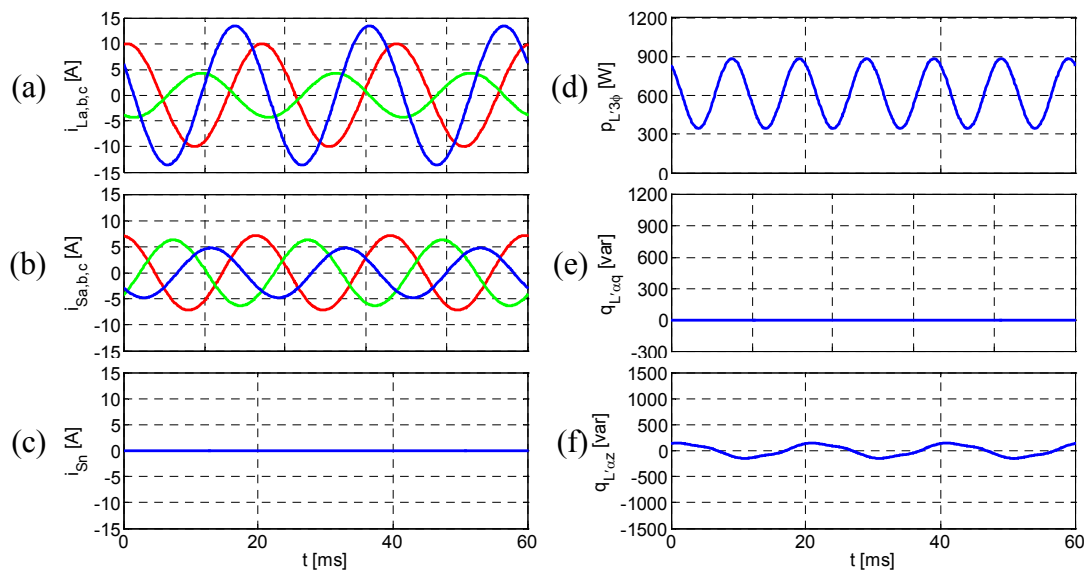 (a)
i_La,b,c [A]
15
10
5
0
-5
-10
-15
(b)
i_Sa,b,c [A]
15
10
5
0
-5
-10
15
(c)
i_Sn [A]
15
10
5
0
-5
-10
-15
0 20 40 60
t [ms]
(d)
p_L'3ϕ [W]
1200
900
600
300
0
(e)
q_L'αq [var]
1200
900
600
300
0
-300
(f)
q_L'αz [var]
1500
1000
500
0
-500
-1000
-1500
0 20 40 60
t [ms]